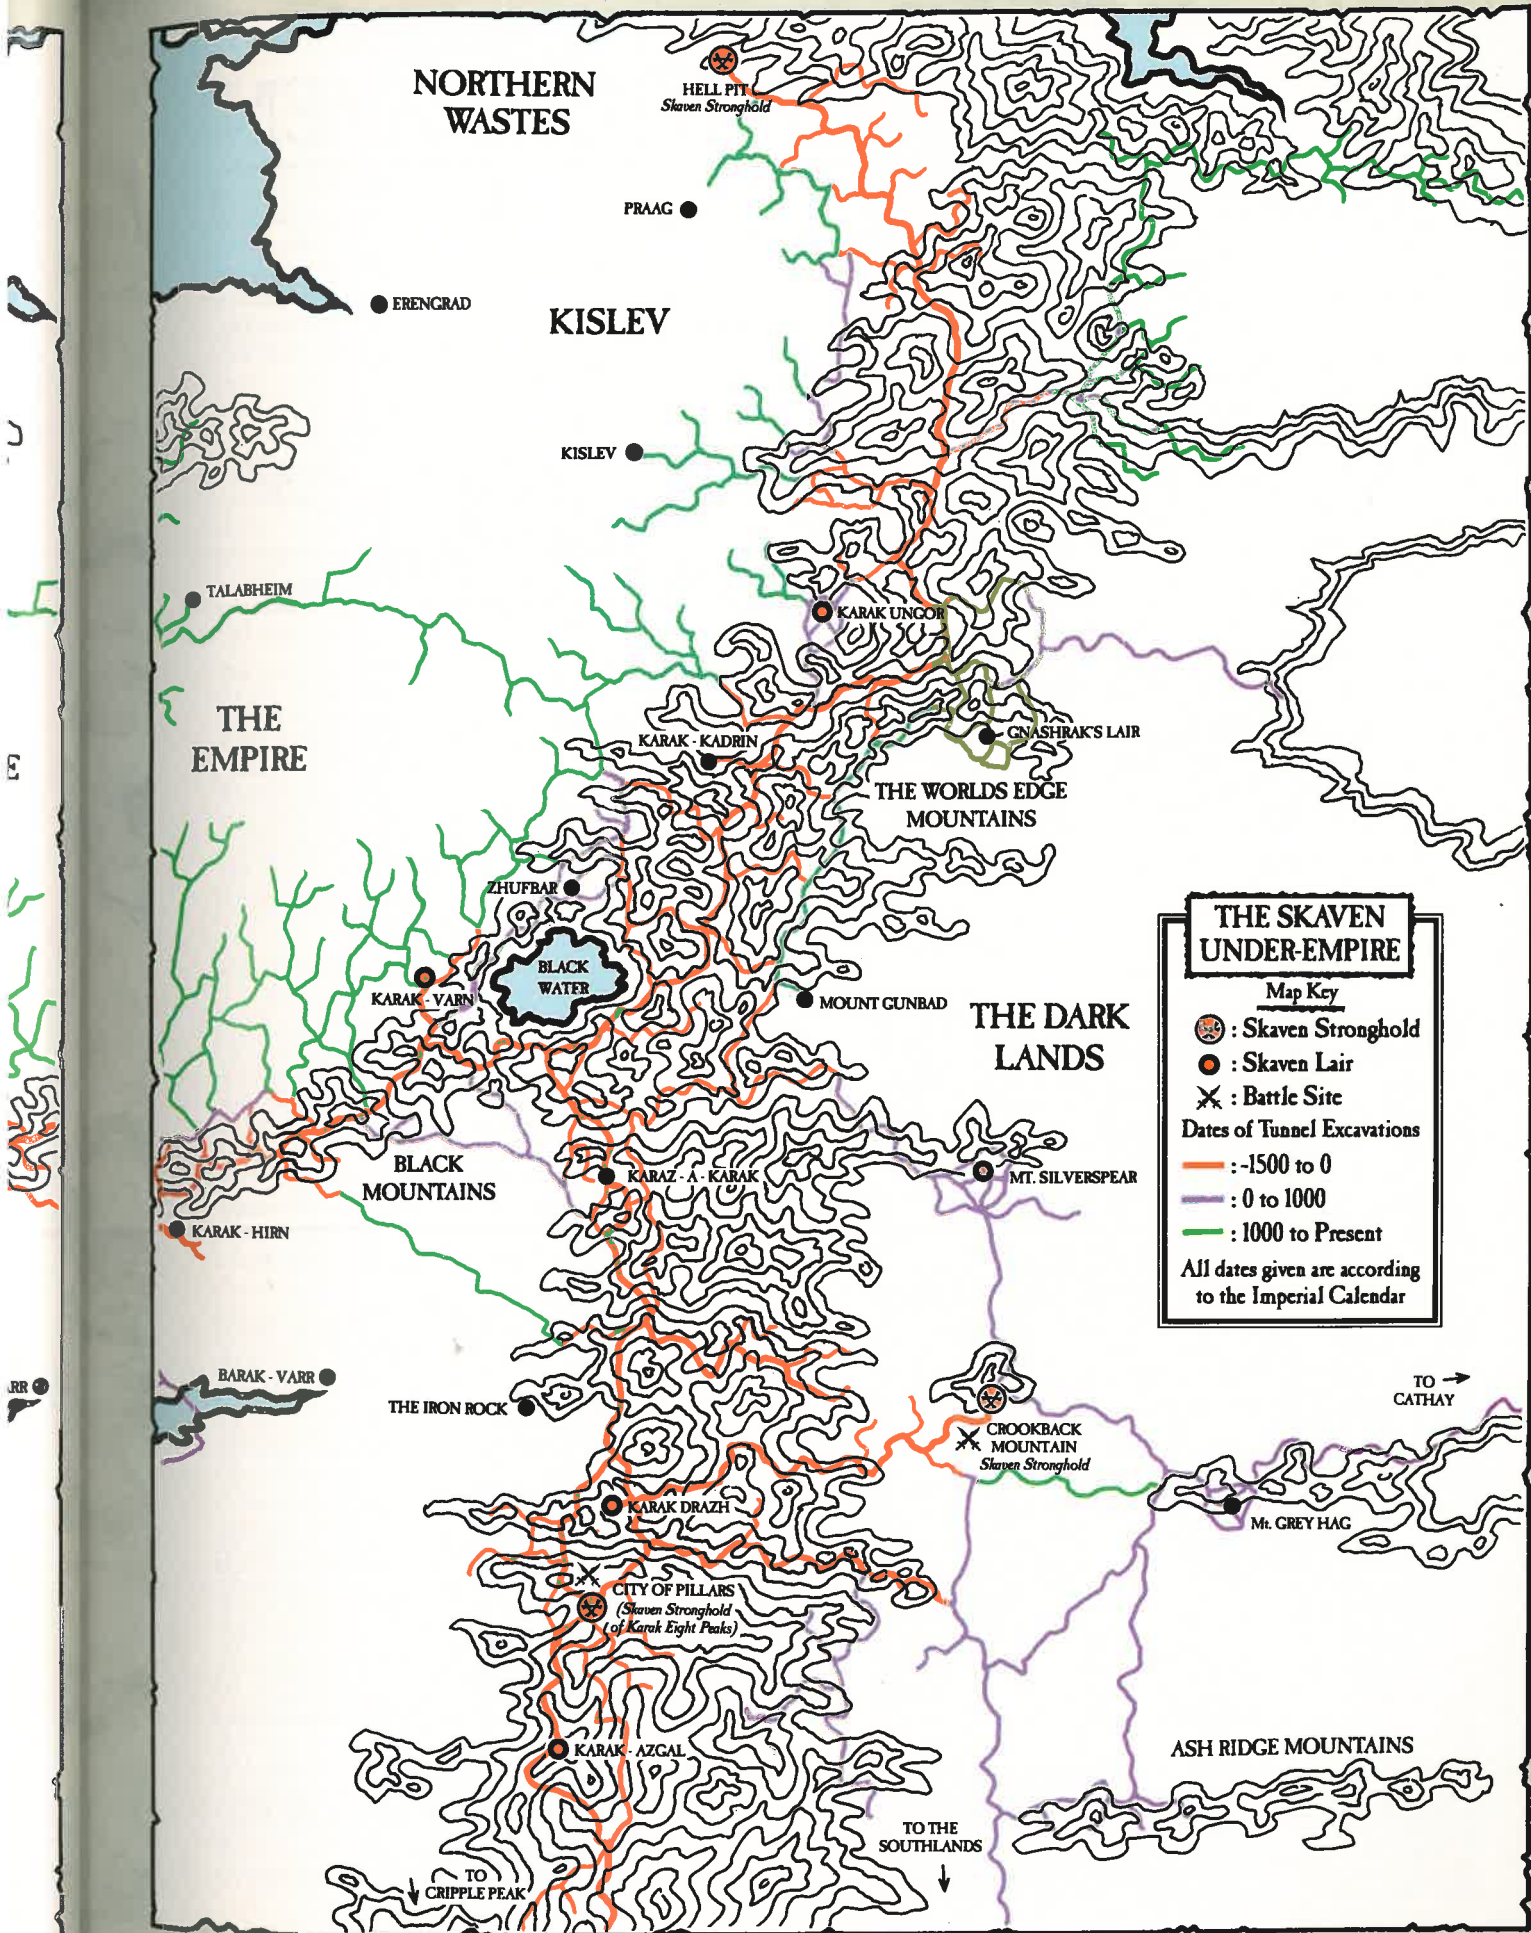 NORTHERN
WASTES
HELL PIT
Skaven Stronghold
PRAAG
ERENGRAD
KISLEV
KISLEV
TALABHEIM
KARAK UNGOR
THE
EMPIRE
KARAK - KADRIN
GNASHRAK'S LAIR
THE WORLDS EDGE
MOUNTAINS
ZHUFBAR
BLACK
WATER
KARAK - VARN
MOUNT GUNBAD
THE DARK
LANDS
THE SKAVEN
UNDER-EMPIRE
Map Key
: Skaven Stronghold
: Skaven Lair
: Battle Site
Dates of Tunnel Excavations
: -1500 to 0
: 0 to 1000
: 1000 to Present
All dates given are according
to the Imperial Calendar
BLACK
MOUNTAINS
KARAZ - A - KARAK
MT. SILVERSPEAR
KARAK - HIRN
E
RR
BARAK - VARR
THE IRON ROCK
TO
CATHAY
CROOKBACK
MOUNTAIN
Skaven Stronghold
KARAK DRAZH
Mt. GREY HAG
CITY OF PILLARS
(Skaven Stronghold
of Karak Eight Peaks)
KARAK - AZGAL
ASH RIDGE MOUNTAINS
TO THE
SOUTHLANDS
TO
CRIPPLE PEAK